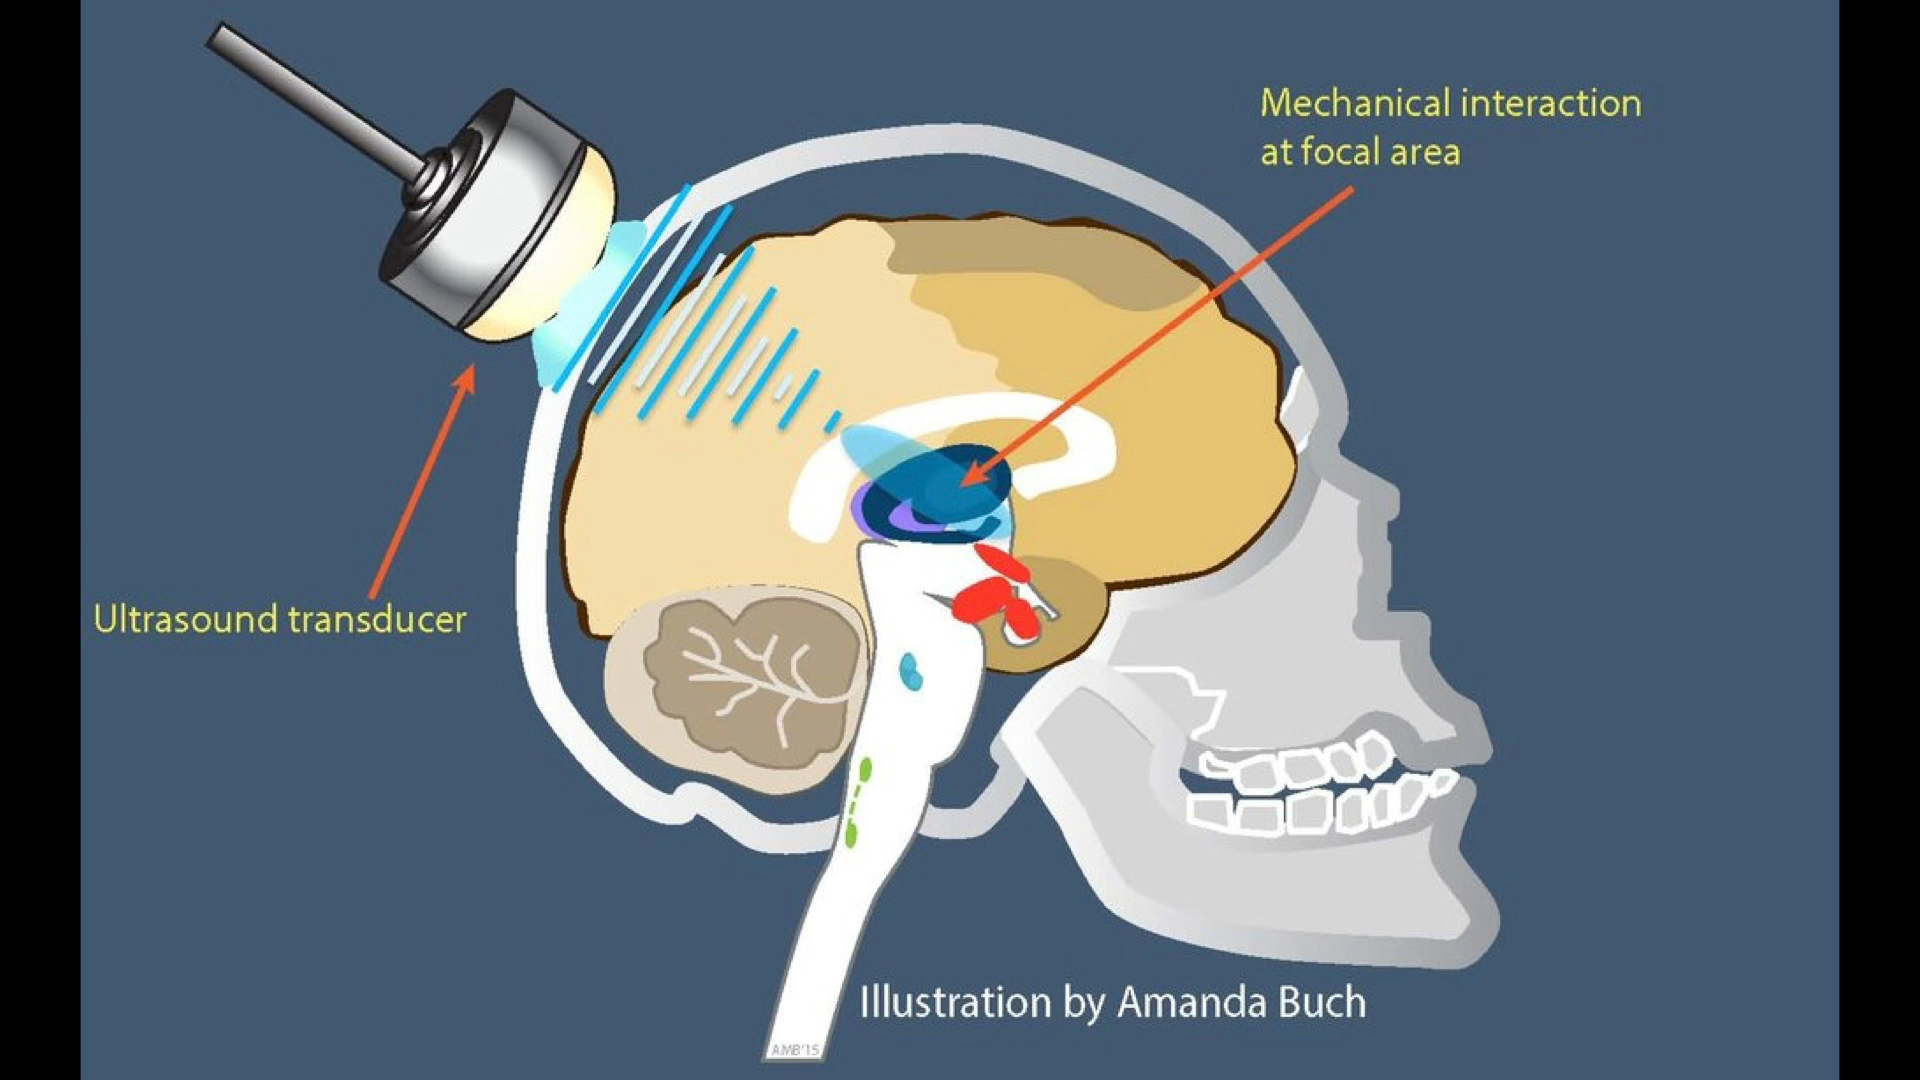 Mechanical interaction
at focal area
Ultrasound transducer
Illustration by Amanda Buch
AMB'15